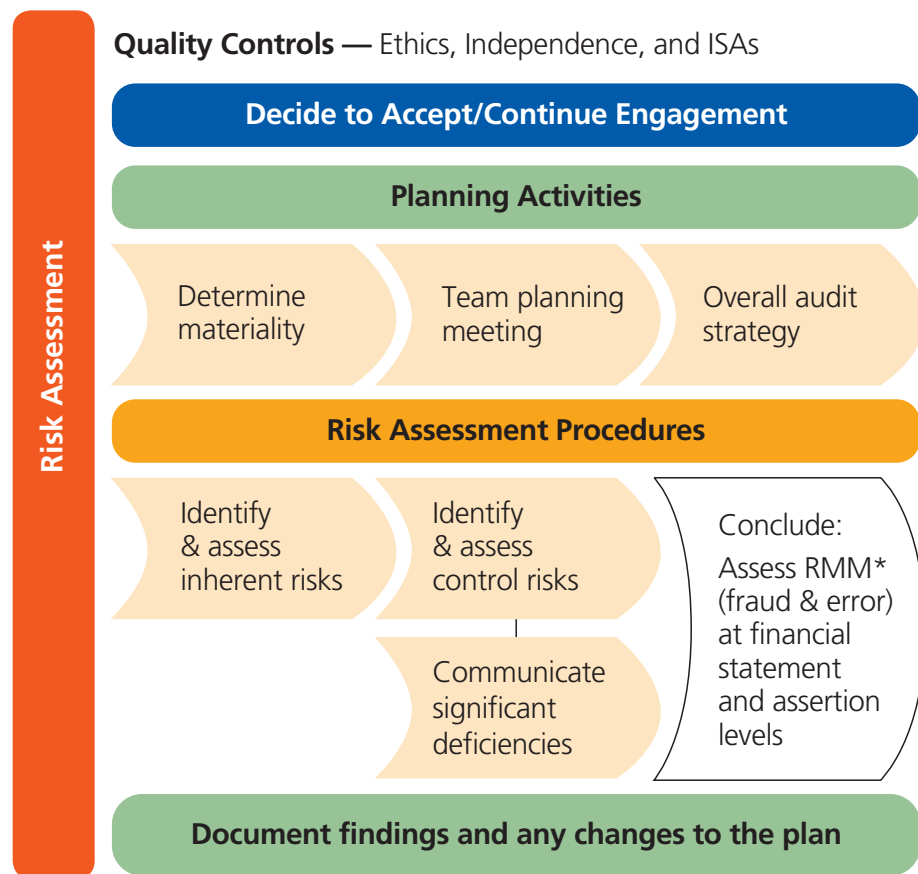 Risk Assessment
Quality Controls — Ethics, Independence, and ISAs
Decide to Accept/Continue Engagement
Planning Activities
Determine
materiality
Team planning
meeting
Overall audit
strategy
Risk Assessment Procedures
Identify
& assess
inherent risks
Identify
& assess
control risks
Communicate
significant
deficiencies
Conclude:
Assess RMM*
(fraud & error)
at financial
statement
and assertion
levels
Document findings and any changes to the plan